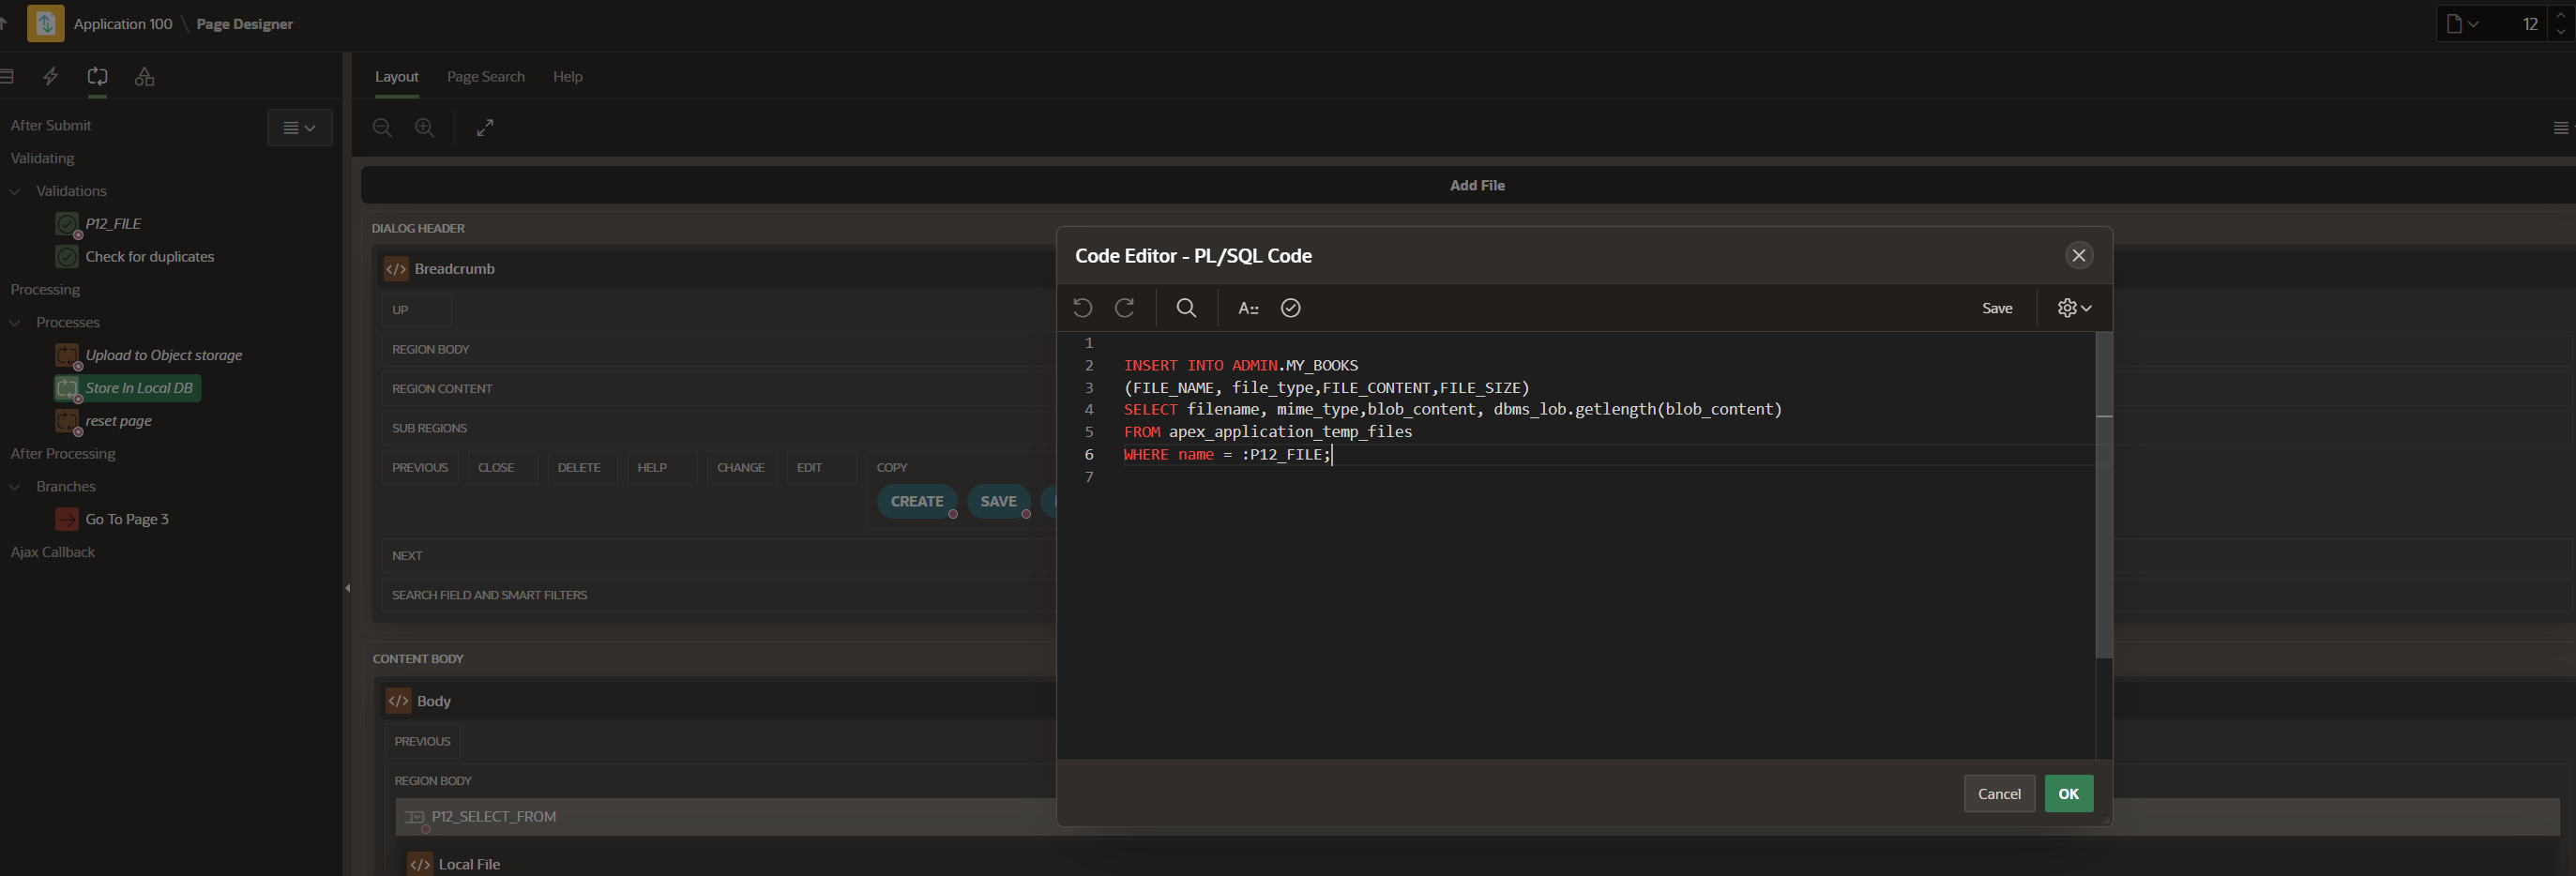 Application 100 \ Page Designer
12
Layout
Page Search
Help
After Submit
Validating
Validations
P12_FILE
Check for duplicates
Processing
Processes
Upload to Object storage
Store In Local DB
reset page
After Processing
Branches
Go To Page 3
Ajax Callback
Add File
DIALOG HEADER
Breadcrumb
UP
REGION BODY
REGION CONTENT
SUB REGIONS
PREVIOUS
CLOSE
DELETE
HELP
CHANGE
EDIT
COPY
CREATE
SAVE
NEXT
SEARCH FIELD AND SMART FILTERS
CONTENT BODY
Body
PREVIOUS
REGION BODY
P12_SELECT_FROM
Local File
Code Editor - PL/SQL Code
Save
1
2 INSERT INTO ADMIN.MY_BOOKS
3 (FILE_NAME, file_type,FILE_CONTENT,FILE_SIZE)
4 SELECT filename, mime_type,blob_content, dbms_lob.getlength(blob_content)
5 FROM apex_application_temp_files
6 WHERE name = :P12_FILE;
7
Cancel
OK